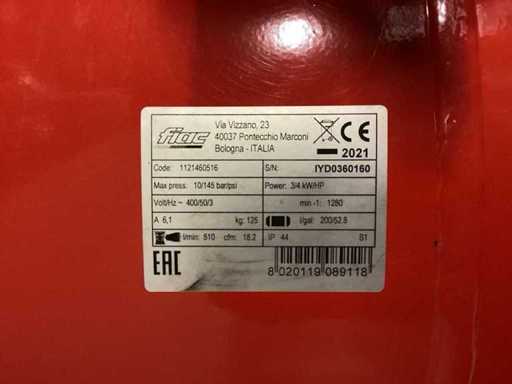 fiac
Via Vizzano, 23
40037 Pontecchio Marconi
Bologna - ITALIA
CE
2021
Code: 1121460516 S/N: IYD0360160
Max press: 10/145 bar/psi Power: 3/4 kW/HP
Volt/Hz ~ 400/50/3 min -1: 1280
A 6,1 kg: 125 l/gal: 200/52.8
l/min: 510 cfm: 18.2 IP 44 S1
EAC
8 020119 089118